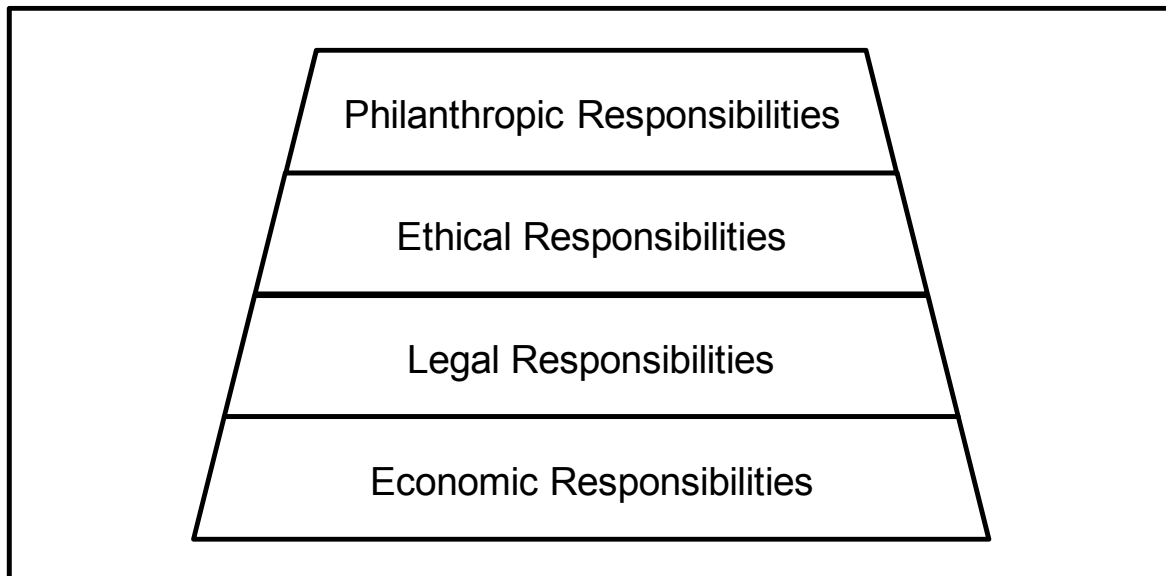 Philanthropic Responsibilities
Ethical Responsibilities
Legal Responsibilities
Economic Responsibilities